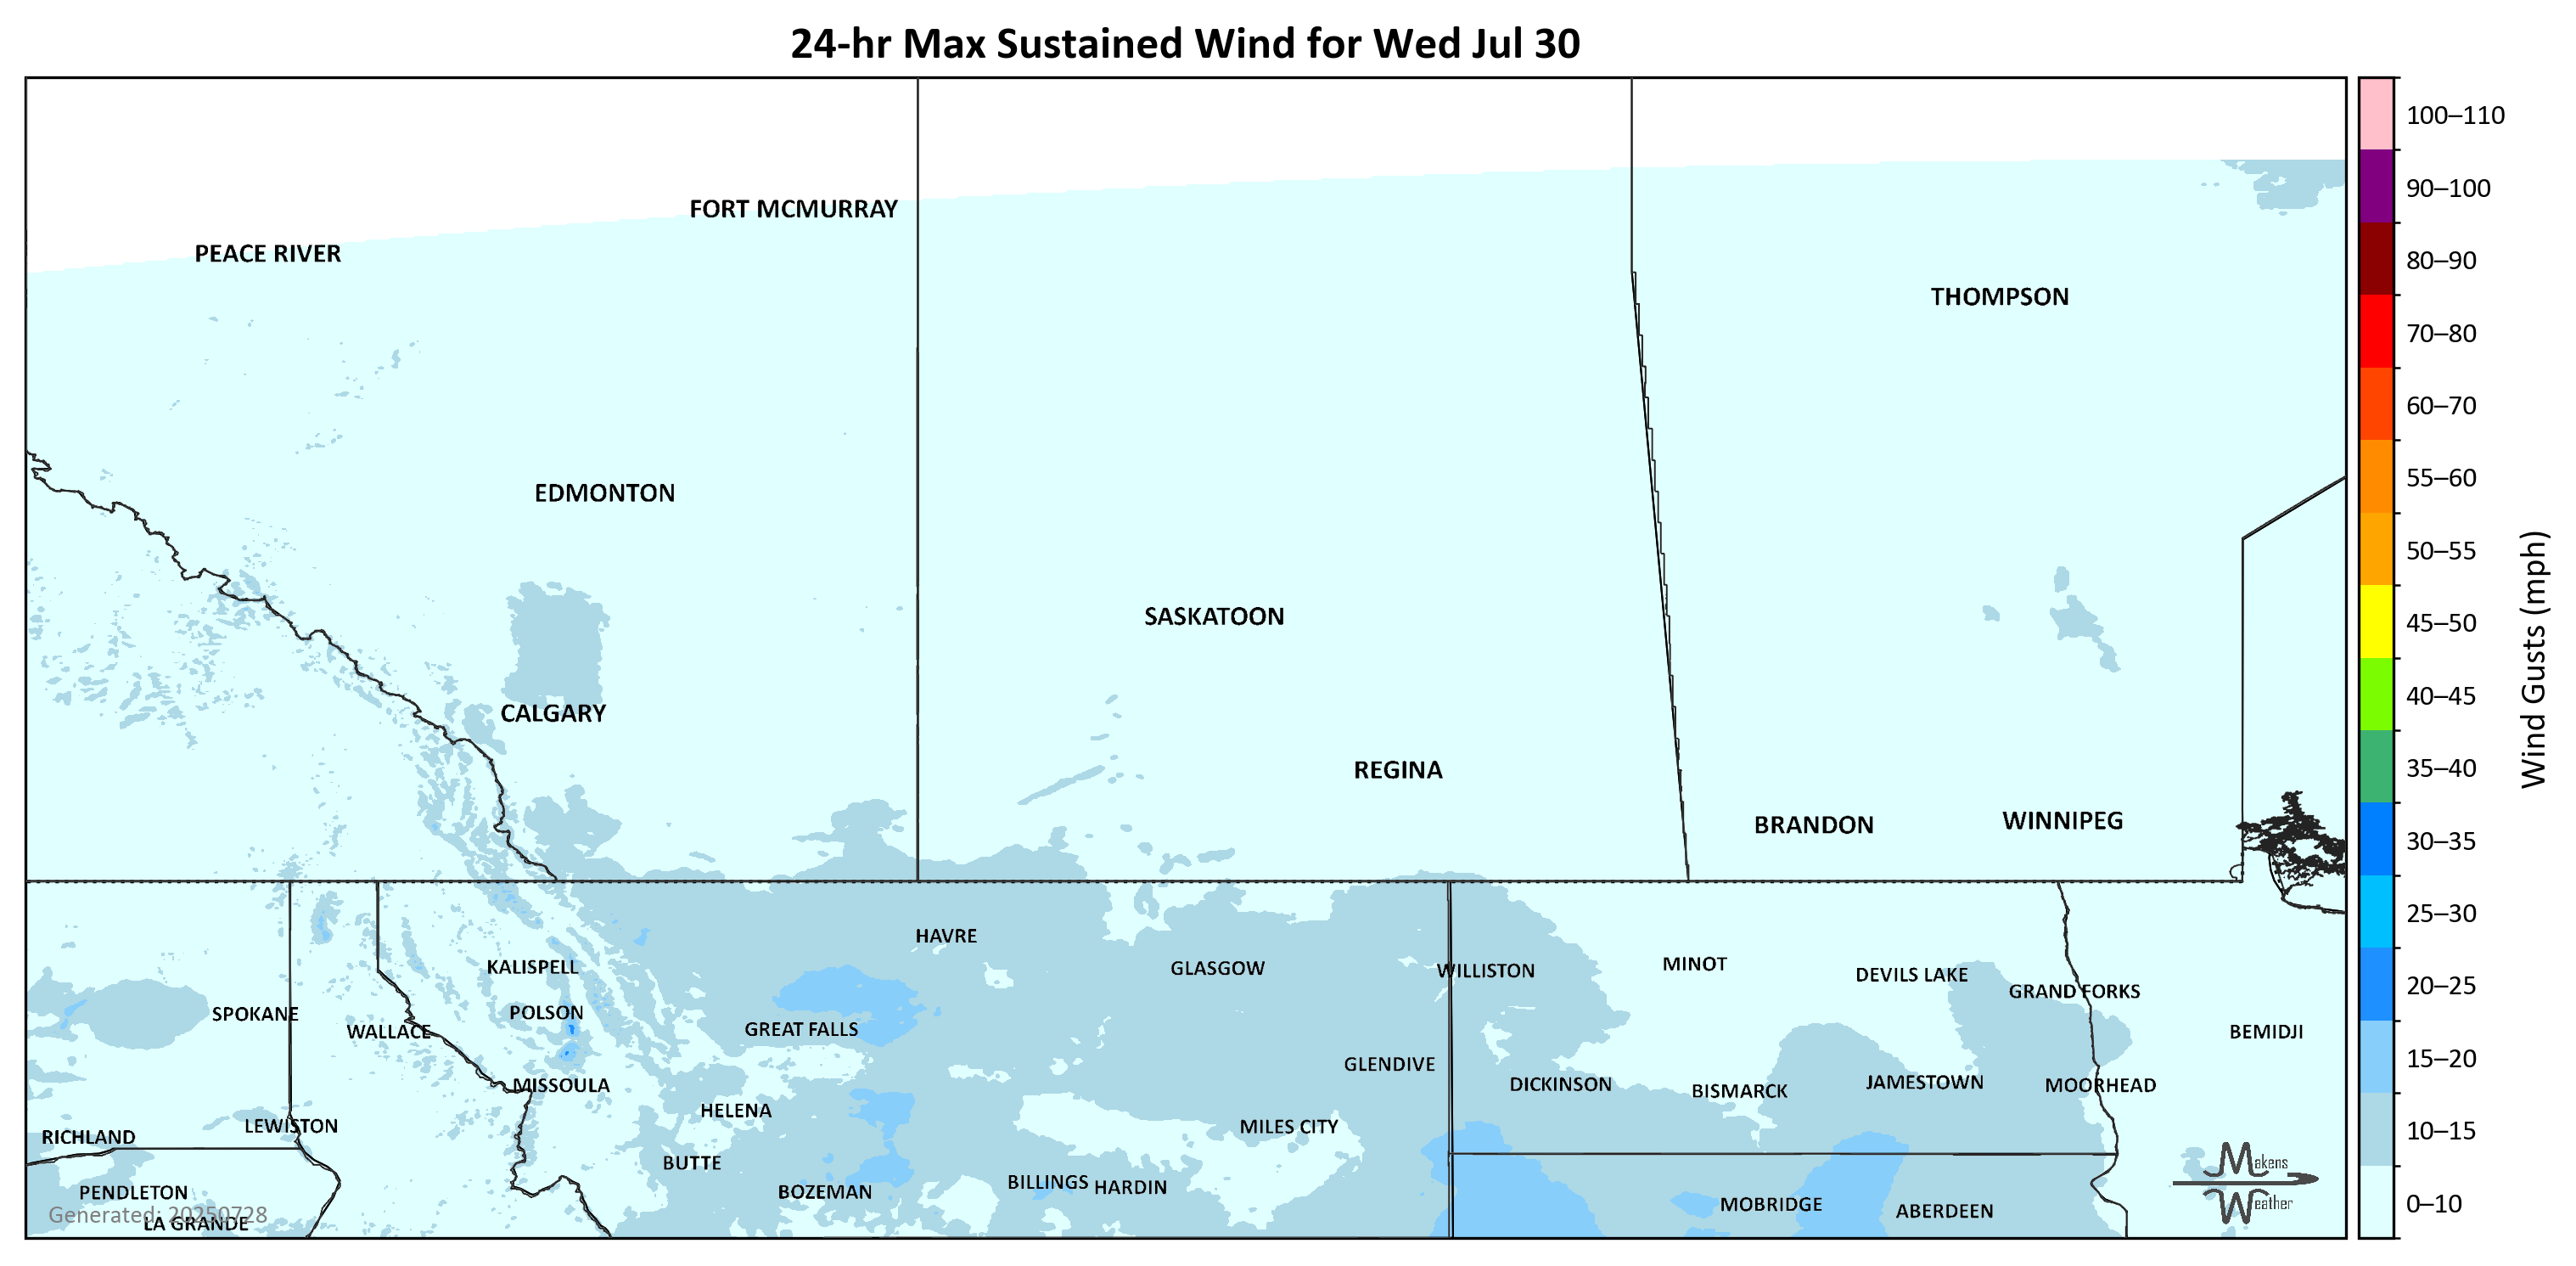 24-hr Max Sustained Wind for Wed Jul 30
100–110
90–100
80–90
70–80
60–70
55–60
50–55
45–50
40–45
35–40
30–35
25–30
20–25
15–20
10–15
0–10
Wind Gusts (mph)
FORT MCMURRAY
PEACE RIVER
THOMPSON
EDMONTON
SASKATOON
CALGARY
REGINA
BRANDON
WINNIPEG
HAVRE
KALISPELL
GLASGOW
WILLISTON
MINOT
DEVILS LAKE
GRAND FORKS
SPOKANE
POLSON
WALLACE
GREAT FALLS
BEMIDJI
GLENDIVE
MISSOULA
DICKINSON
BISMARCK
JAMESTOWN
MOORHEAD
HELENA
LEWISTON
MILES CITY
RICHLAND
BUTTE
BILLINGS
HARDIN
PENDLETON
BOZEMAN
MOBRIDGE
ABERDEEN
LA GRANDE
Generated: 20250728
Makens
Weather